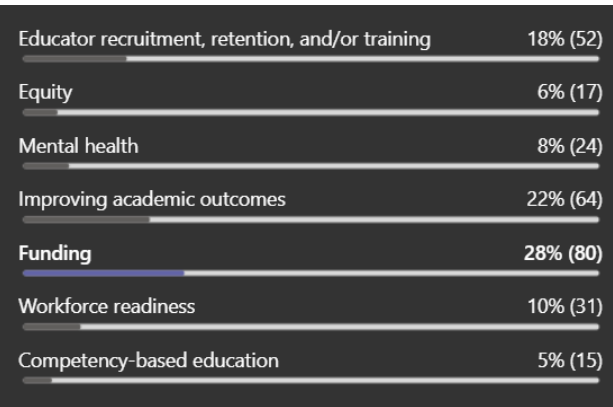 Educator recruitment, retention, and/or training 18% (52)
Equity 6% (17)
Mental health 8% (24)
Improving academic outcomes 22% (64)
Funding 28% (80)
Workforce readiness 10% (31)
Competency-based education 5% (15)